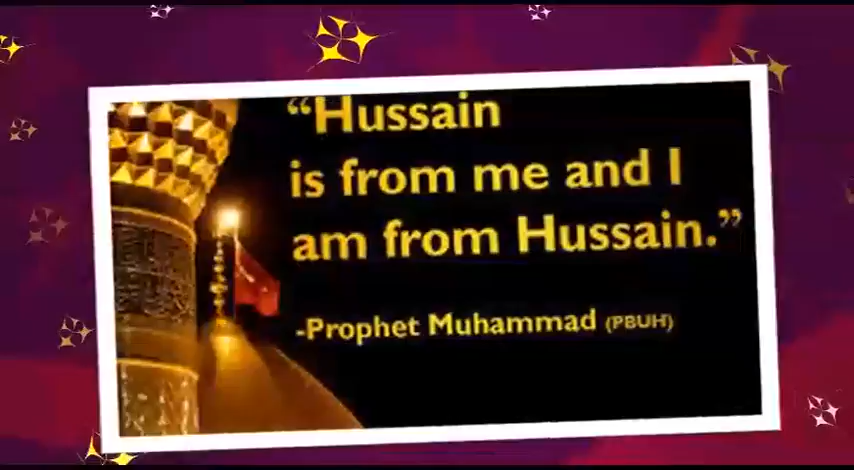 “Hussain
is from me and I
am from Hussain.”
-Prophet Muhammad (PBUH)